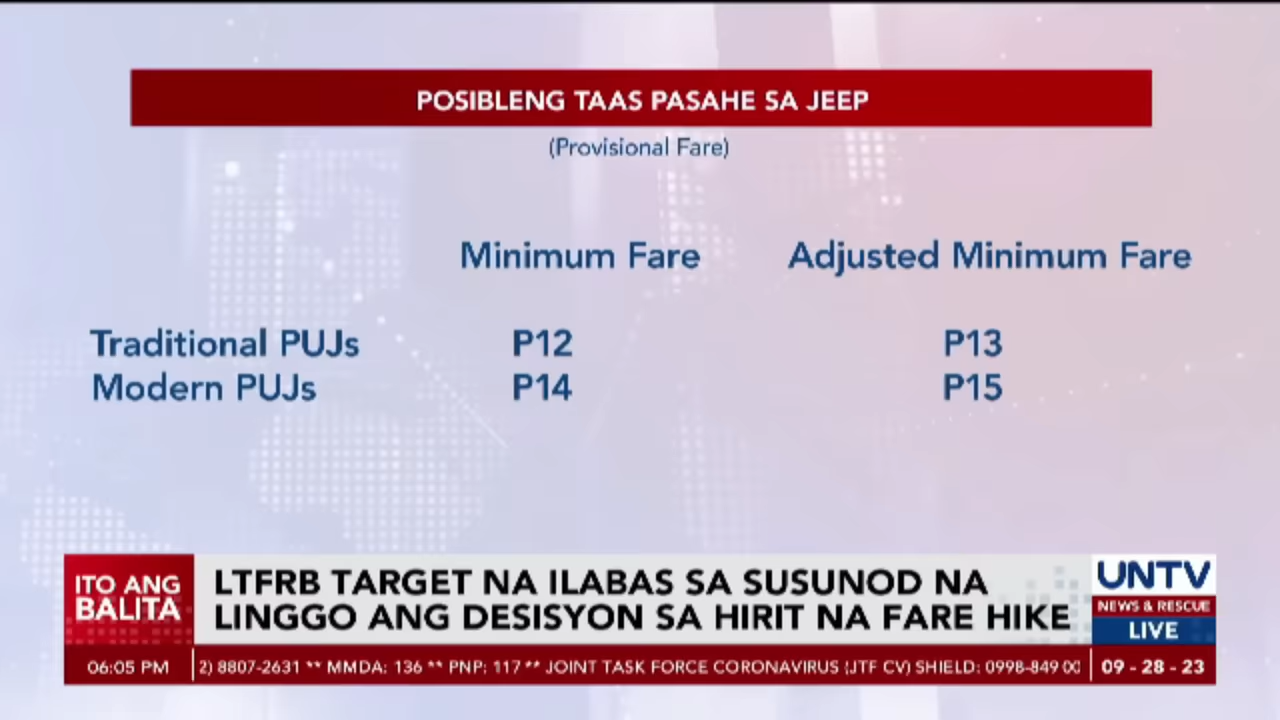 POSIBLENG TAAS PASAHE SA JEEP
(Provisional Fare)
Minimum Fare Adjusted Minimum Fare
Traditional PUJs P12 P13
Modern PUJs P14 P15
ITO ANG BALITA
LTFRB TARGET NA ILABAS SA SUSUNOD NA
LINGGO ANG DESISYON SA HIRIT NA FARE HIKE
UNTV
NEWS & RESCUE
LIVE
06:05 PM 2) 8807-2631 ** MMDA: 136 ** PNP: 117 ** JOINT TASK FORCE CORONAVIRUS (JTF CV) SHIELD: 0998-849 00 09 - 28 - 23